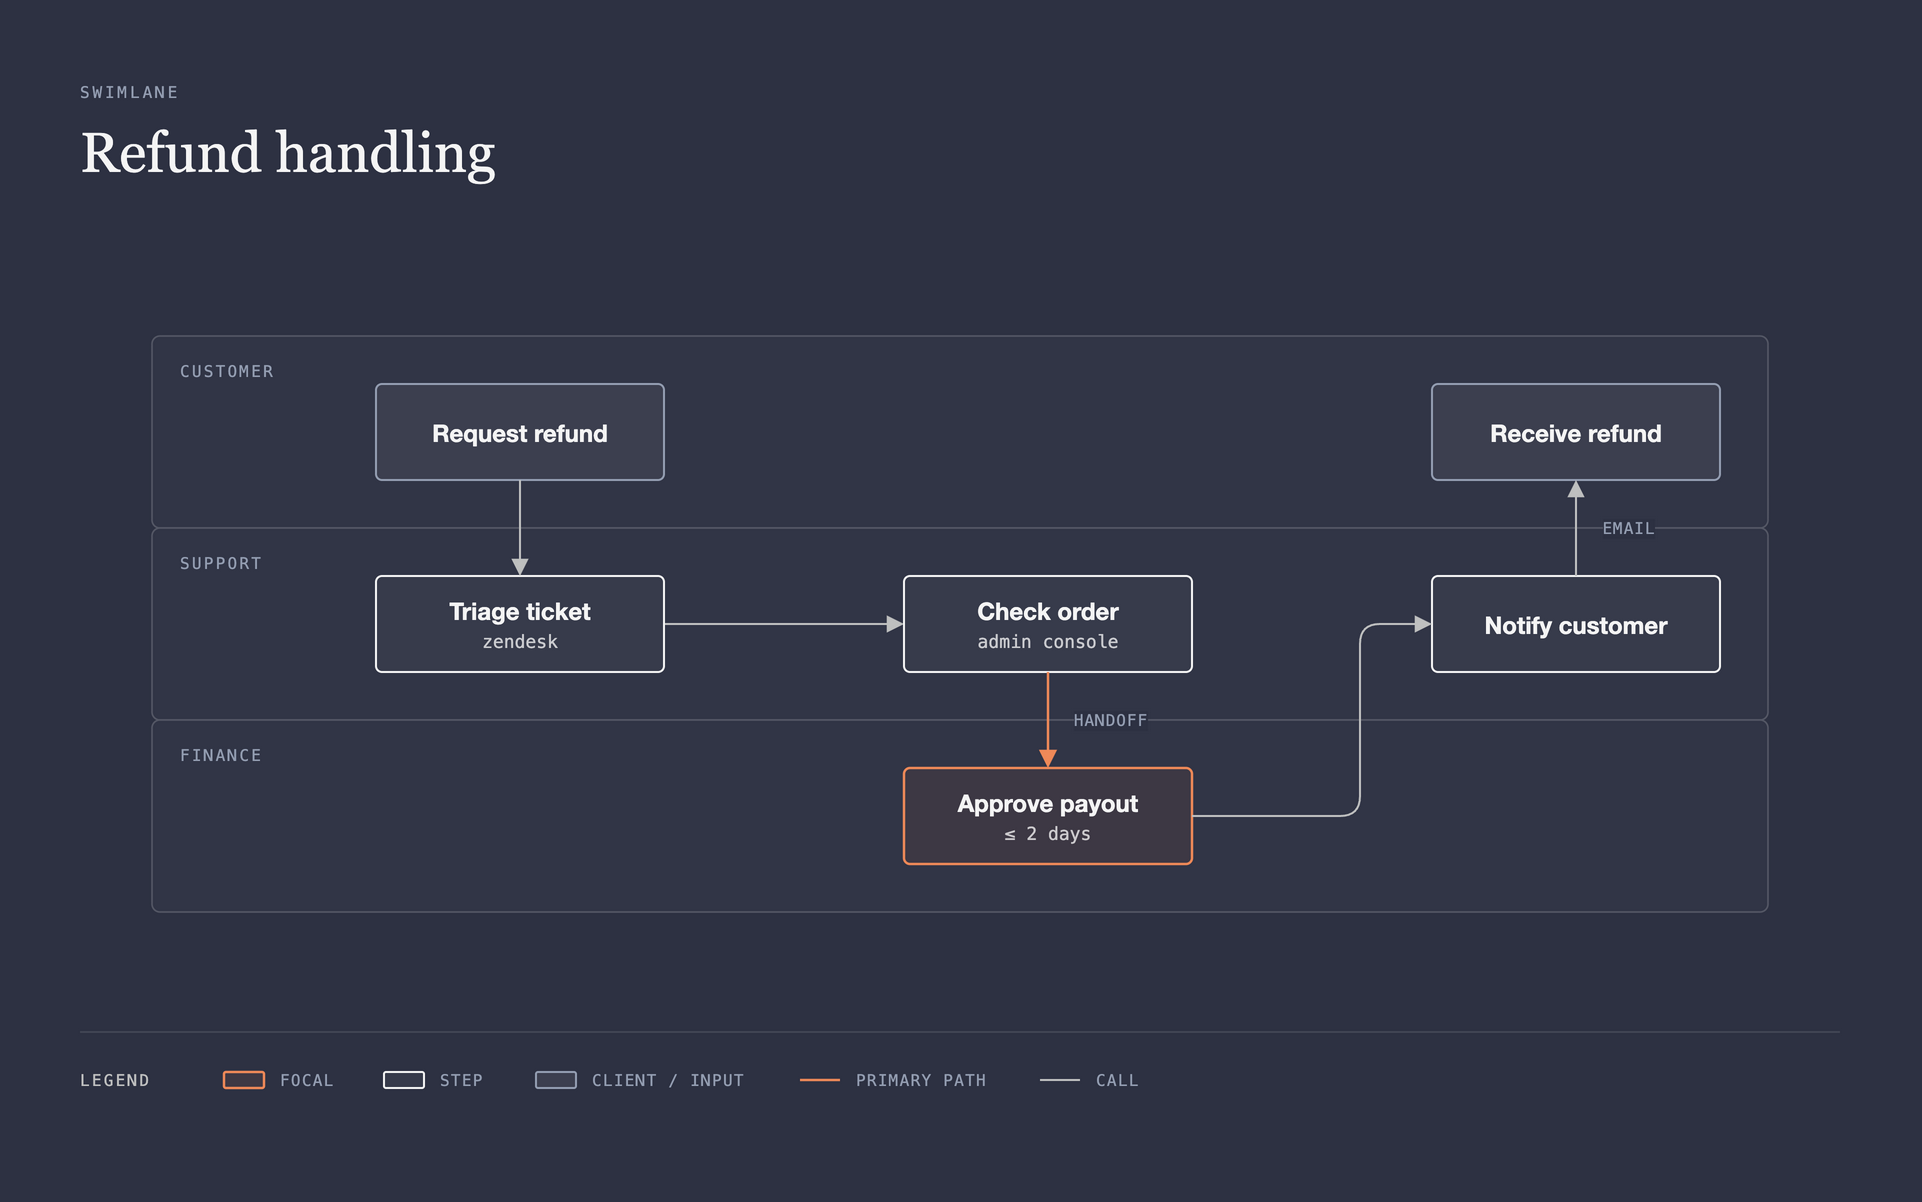 SWIMLANE
Refund handling
CUSTOMER
Request refund
Receive refund
EMAIL
SUPPORT
Triage ticket
zendesk
Check order
admin console
Notify customer
HANDOFF
FINANCE
Approve payout
≤ 2 days
LEGEND
FOCAL
STEP
CLIENT / INPUT
PRIMARY PATH
CALL